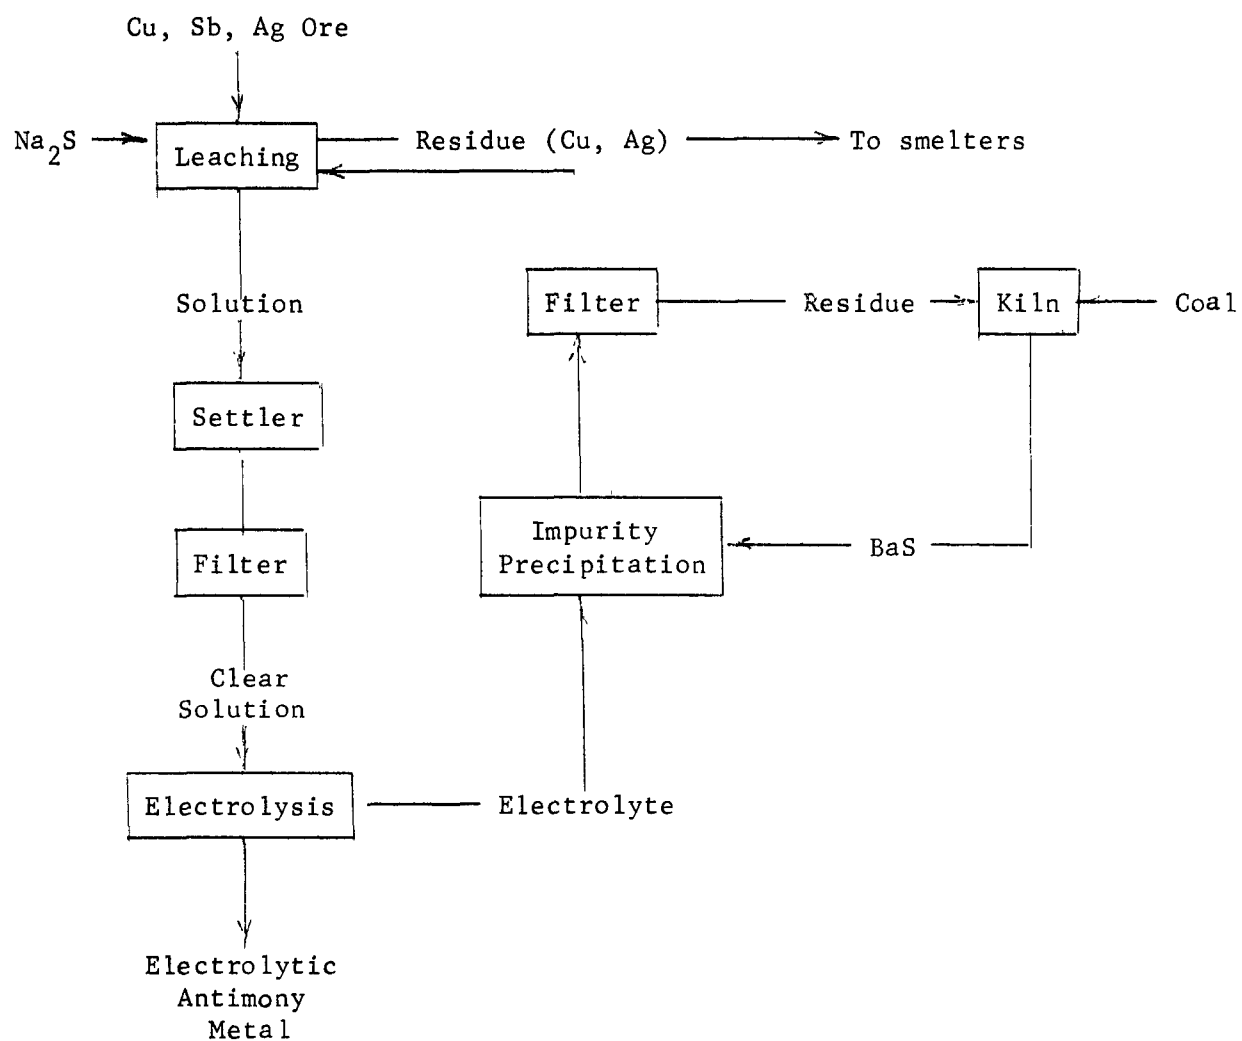 Cu, Sb, Ag Ore
Na₂S
Leaching
Residue (Cu, Ag)
To smelters
Solution
Filter
Residue
Kiln
Coal
Settler
Impurity
Precipitation
BaS
Filter
Clear
Solution
Electrolysis
Electrolyte
Electrolytic
Antimony
Metal